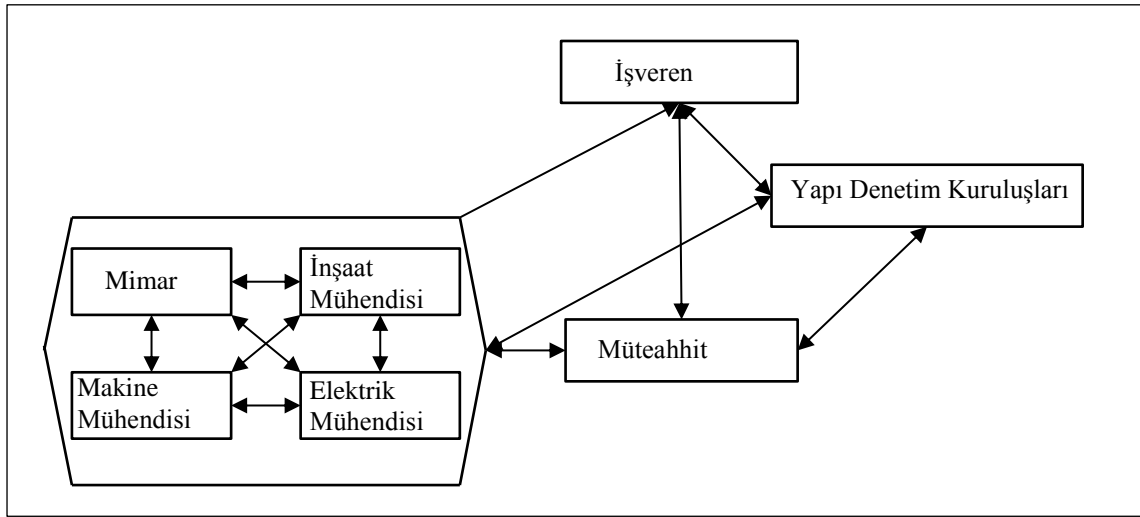 İşveren
Yapı Denetim Kuruluşları
Mimar
İnşaat
Mühendisi
Müteahhit
Makine
Mühendisi
Elektrik
Mühendisi